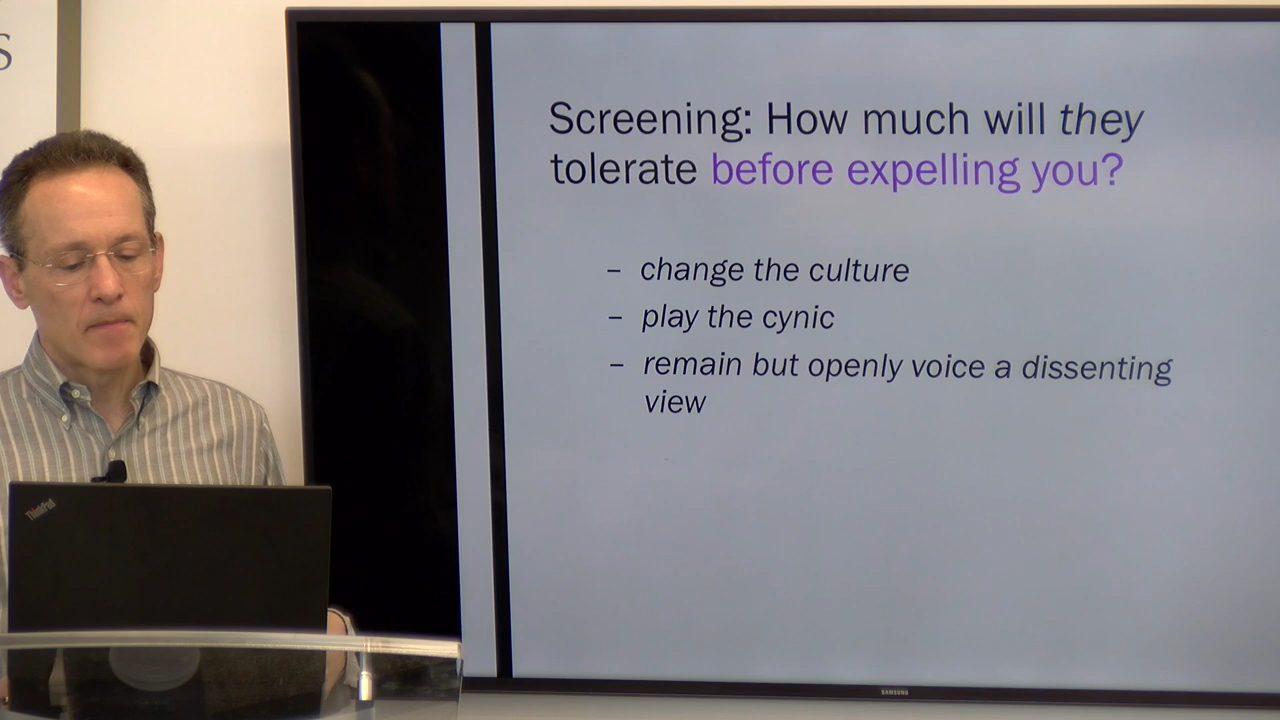 S
Screening: How much will they
tolerate before expelling you?
– change the culture
– play the cynic
– remain but openly voice a dissenting
view
ThinkPad
SAMSUNG